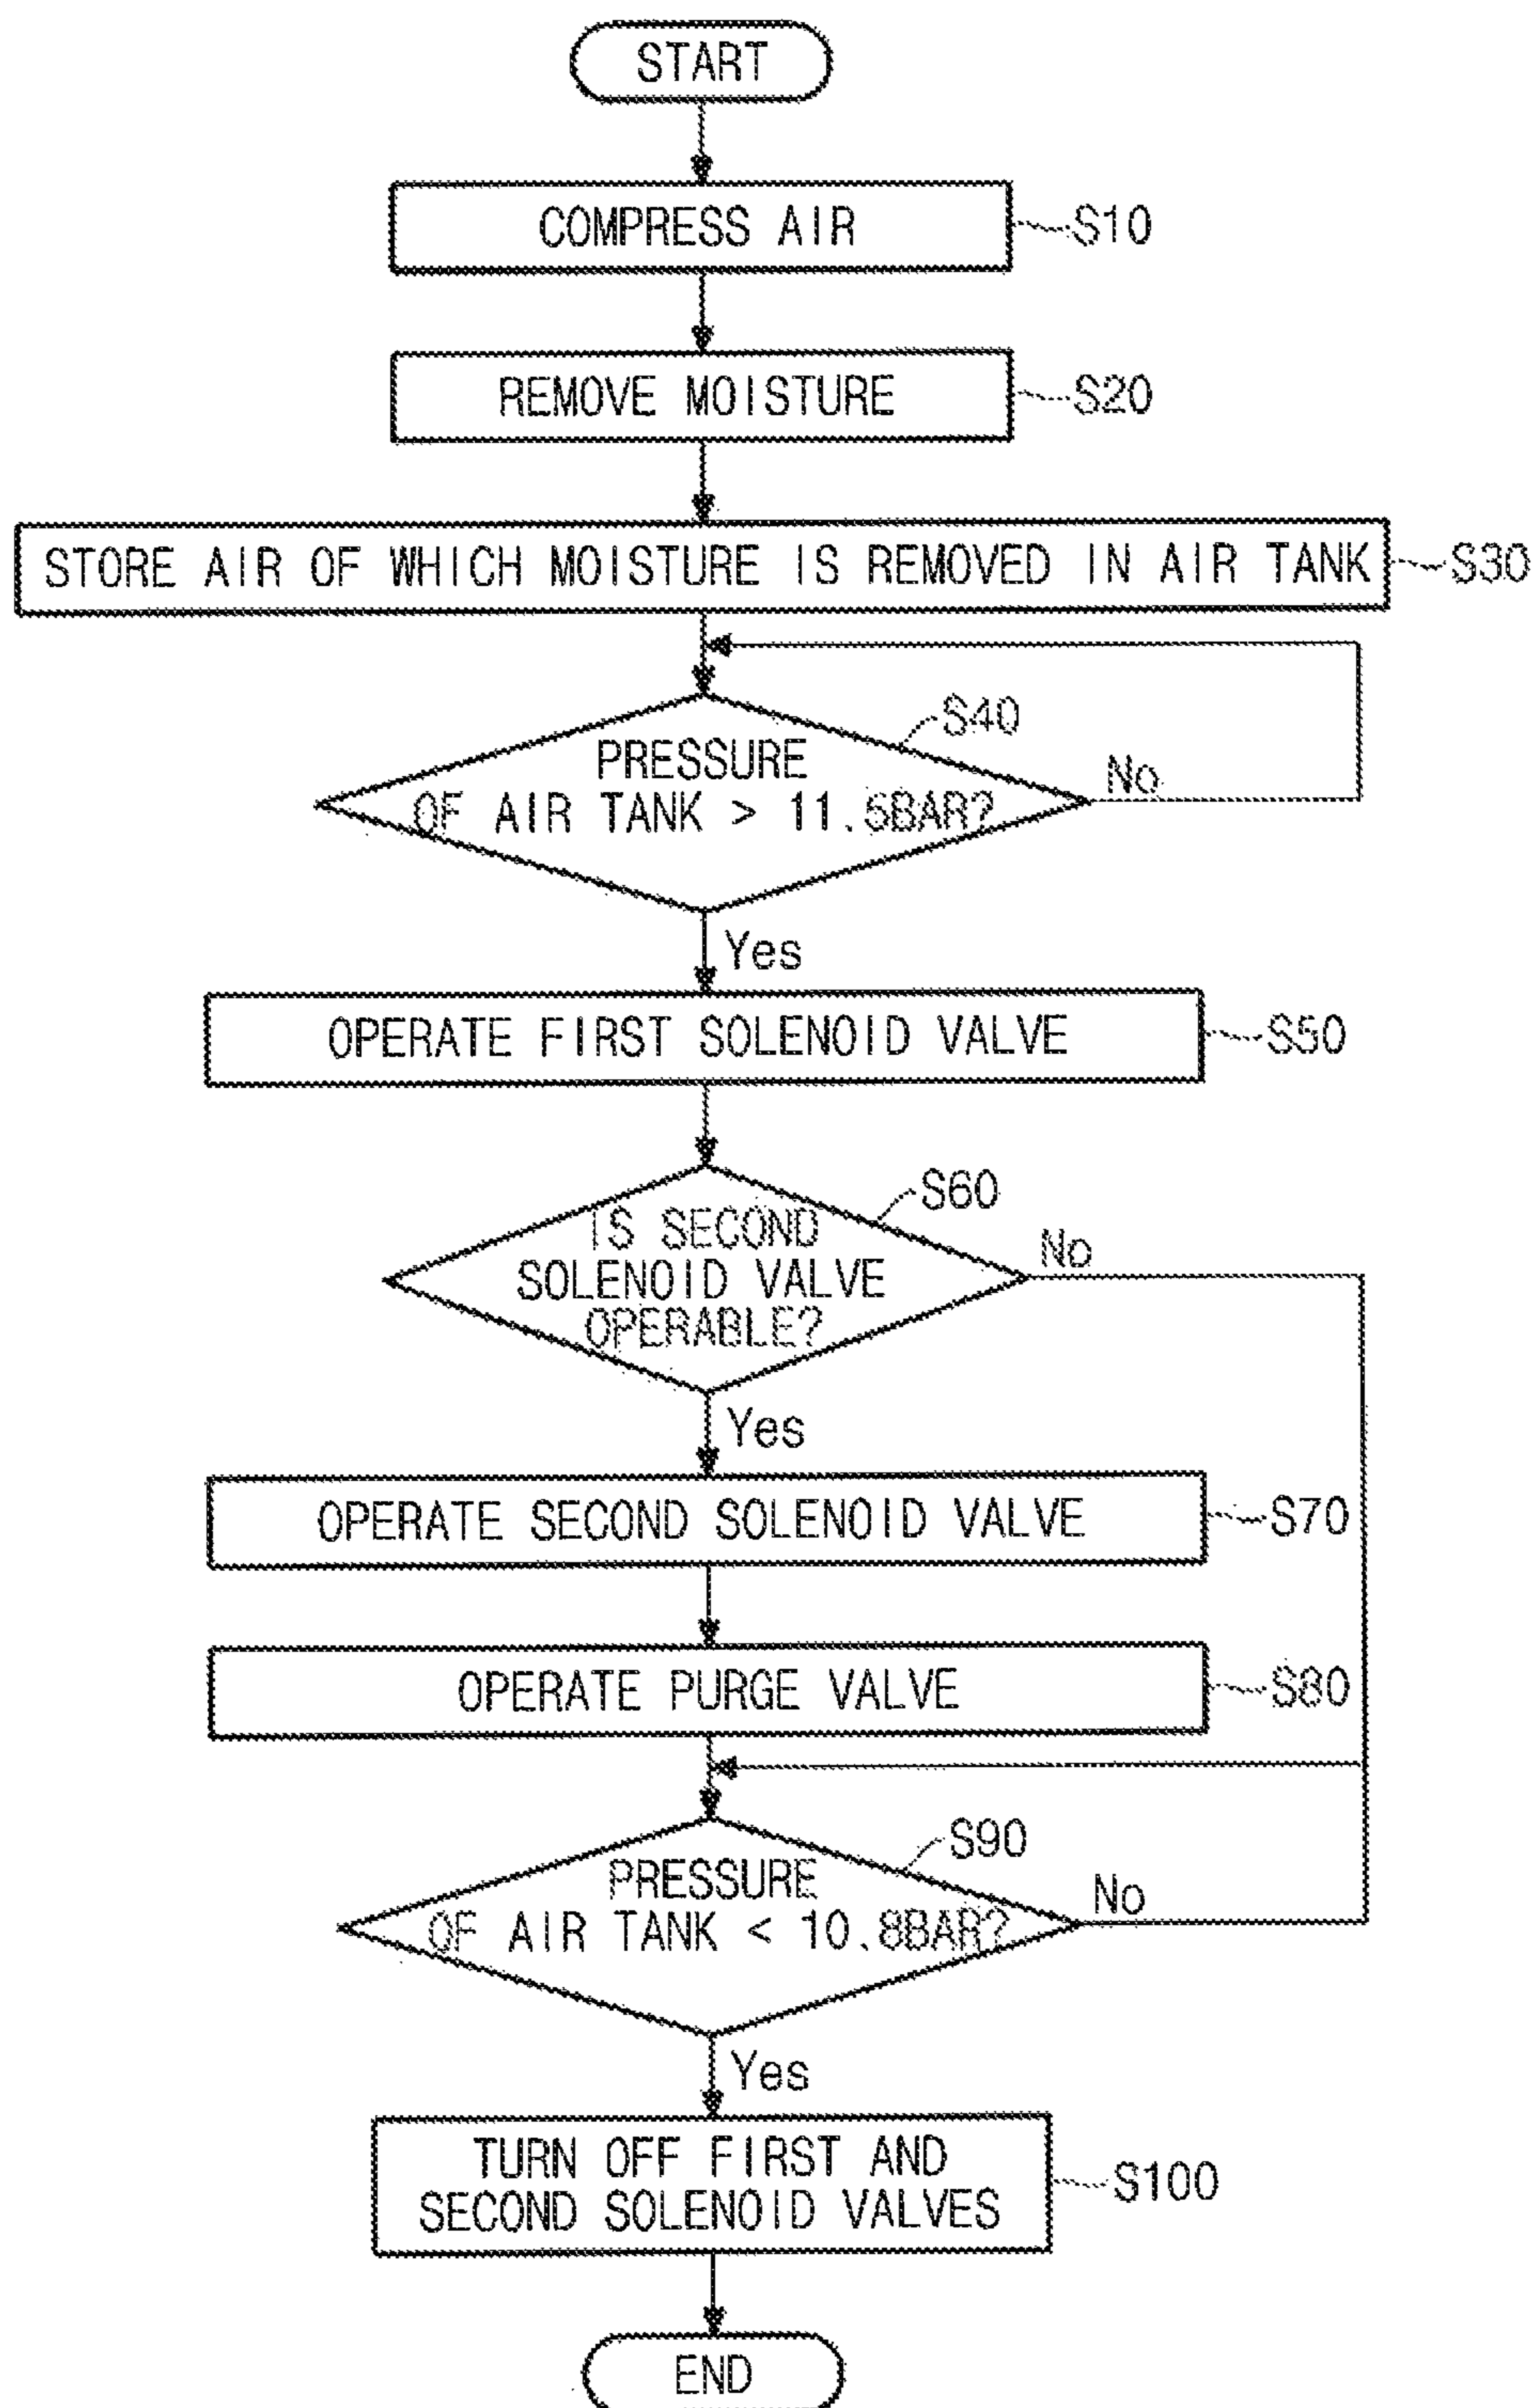 START
COMPRESS AIR
S10
REMOVE MOISTURE
S20
STORE AIR OF WHICH MOISTURE IS REMOVED IN AIR TANK
S30
S40
PRESSURE
OF AIR TANK >
No
Yes
OPERATE FIRST SOLENOID VALVE
S50
S60
IS SECOND
SOLENOID VALVE
OPERABLE?
No
Yes
OPERATE SECOND SOLENOID VALVE
S70
OPERATE PURGE VALVE
S80
S90
PRESSURE
OF AIR TANK < 10.8BAR?
No
Yes
TURN OFF FIRST AND
SECOND SOLENOID VALVES
S100
END